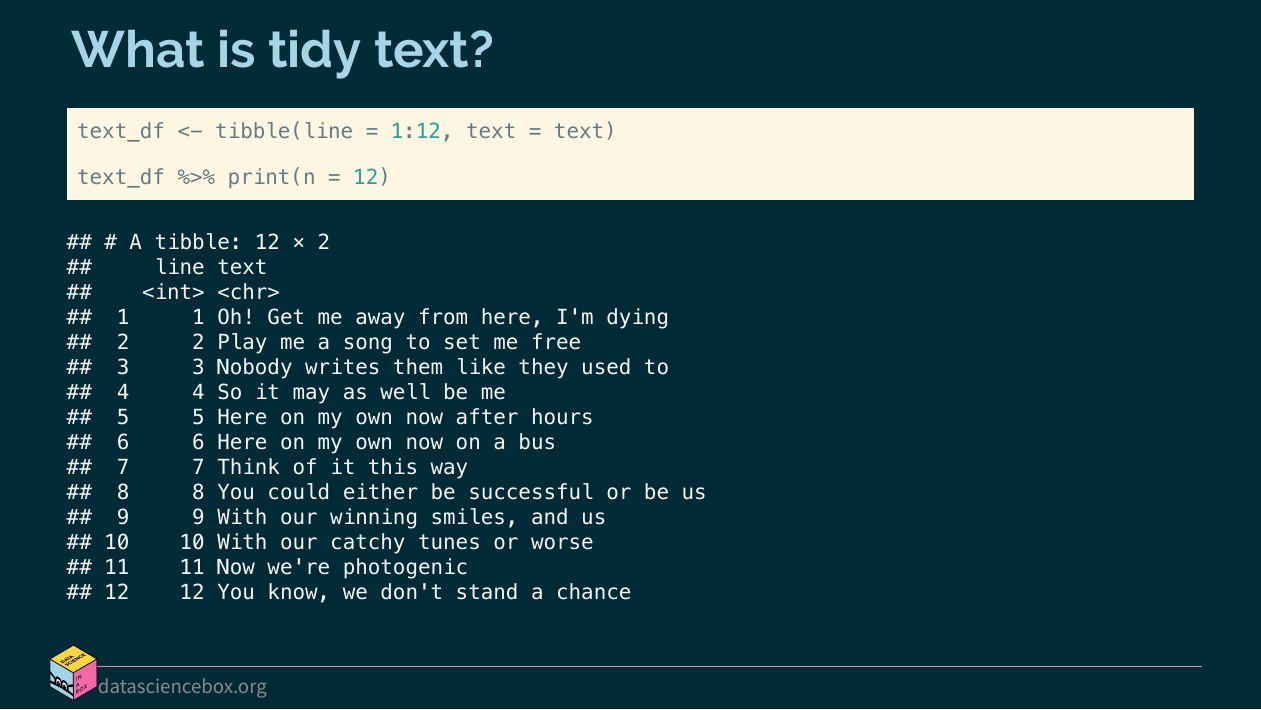 What is tidy text?
text_df <- tibble(line = 1:12, text = text)
text_df %>% print(n = 12)
## # A tibble: 12 × 2
##     line text
##    <int> <chr>
##  1     1 Oh! Get me away from here, I'm dying
##  2     2 Play me a song to set me free
##  3     3 Nobody writes them like they used to
##  4     4 So it may as well be me
##  5     5 Here on my own now after hours
##  6     6 Here on my own now on a bus
##  7     7 Think of it this way
##  8     8 You could either be successful or be us
##  9     9 With our winning smiles, and us
## 10    10 With our catchy tunes or worse
## 11    11 Now we're photogenic
## 12    12 You know, we don't stand a chance
DATA
SCIENCE
IN
A
BOX
datasciencebox.org